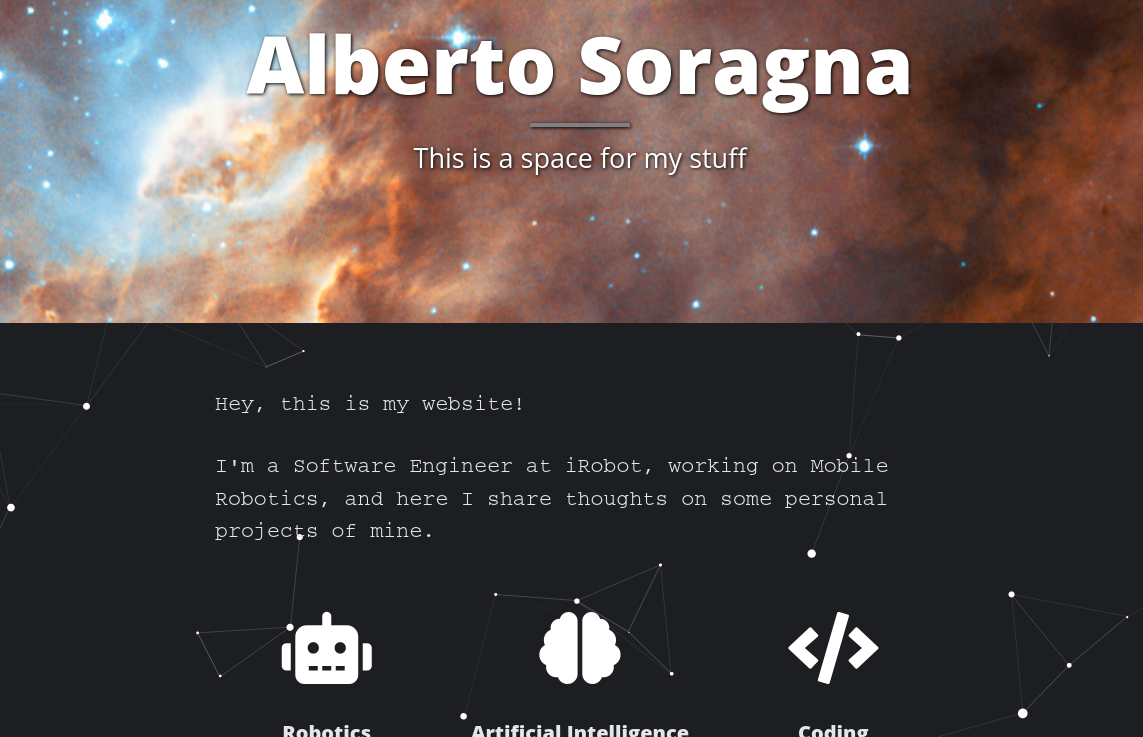 Alberto Soragna
This is a space for my stuff
Hey, this is my website!
I'm a Software Engineer at iRobot, working on Mobile
Robotics, and here I share thoughts on some personal
projects of mine.
Robotics
Artificial Intelligence
Coding